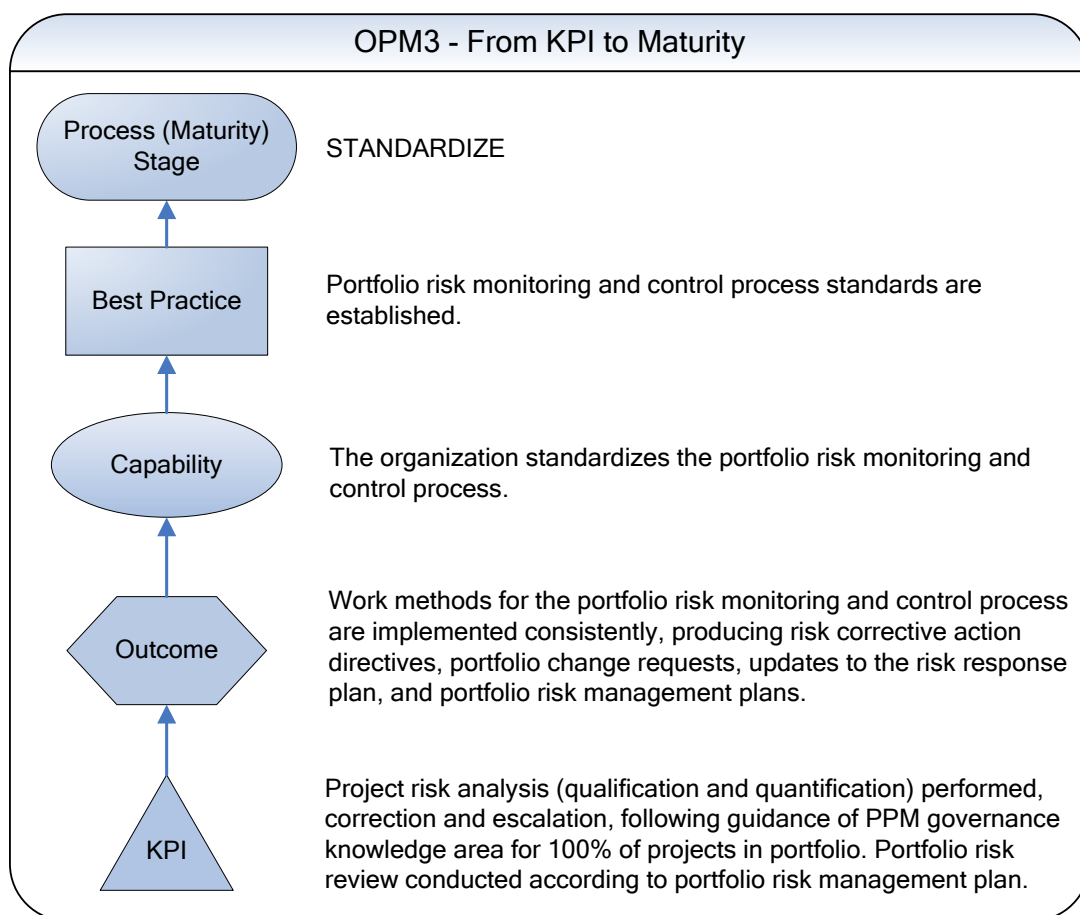 OPM3 - From KPI to Maturity
Process (Maturity)
Stage
STANDARDIZE
Best Practice
Portfolio risk monitoring and control process standards are
established.
Capability
The organization standardizes the portfolio risk monitoring and
control process.
Outcome
Work methods for the portfolio risk monitoring and control process
are implemented consistently, producing risk corrective action
directives, portfolio change requests, updates to the risk response
plan, and portfolio risk management plans.
KPI
Project risk analysis (qualification and quantification) performed,
correction and escalation, following guidance of PPM governance
knowledge area for 100% of projects in portfolio. Portfolio risk
review conducted according to portfolio risk management plan.